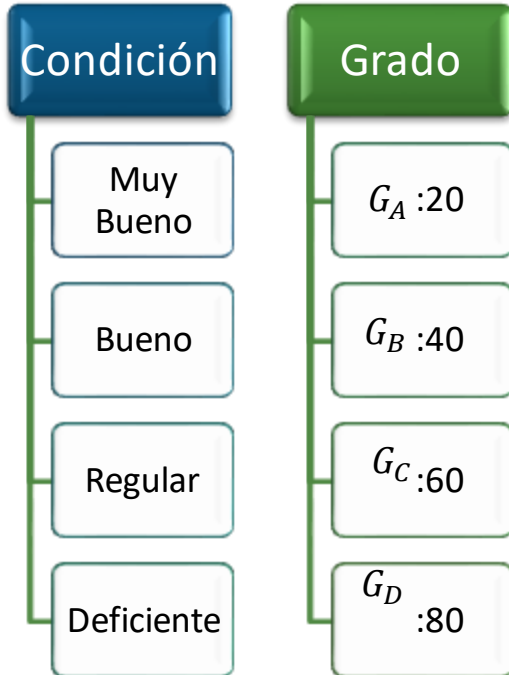 Condición
Muy
Bueno
Bueno
Regular
Deficiente
Grado
G_A :20
G_B :40
G_C :60
G_D :80